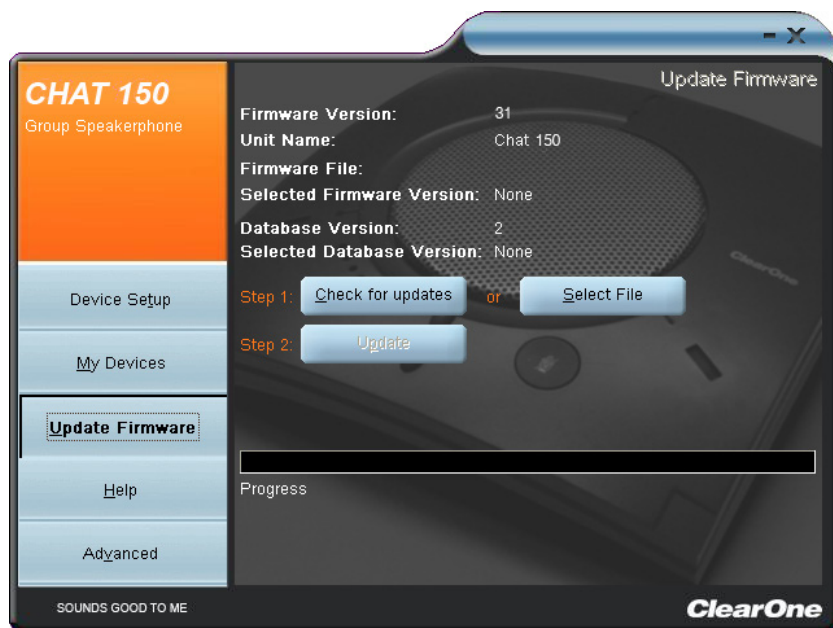 CHAT 150
Group Speakerphone
Update Firmware
Firmware Version: 31
Unit Name: Chat 150
Firmware File:
Selected Firmware Version: None
Database Version: 2
Selected Database Version: None
Device Setup
My Devices
Update Firmware
Help
Advanced
Step 1: Check for updates or Select File
Step 2: Update
Progress
ClearOne
SOUNDS GOOD TO ME
ClearOne